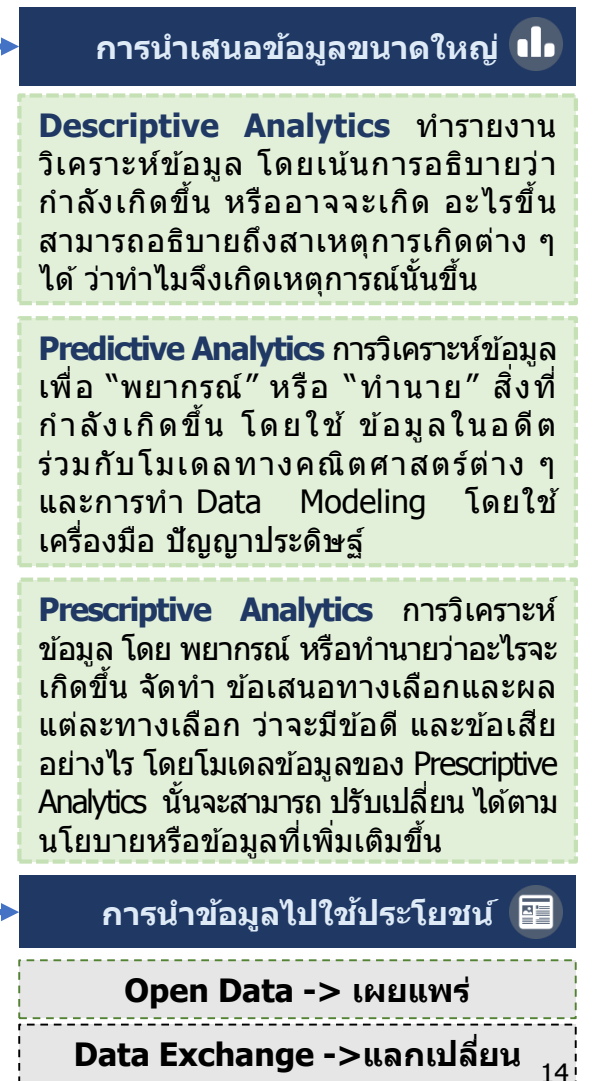 การนำเสนอข้อมูลขนาดใหญ่
Descriptive Analytics ทำรายงาน
วิเคราะห์ข้อมูล โดยเน้นการอธิบายว่า
กำลังเกิดขึ้น หรืออาจจะเกิด อะไรขึ้น
สามารถอธิบายถึงสาเหตุการเกิดต่าง ๆ
ได้ ว่าทำไมจึงเกิดเหตุการณ์นั้นขึ้น
Predictive Analytics การวิเคราะห์ข้อมูล
เพื่อ “พยากรณ์” หรือ “ทำนาย” สิ่งที่
กำลังเกิดขึ้น โดยใช้ ข้อมูลในอดีต
ร่วมกับโมเดลทางคณิตศาสตร์ต่าง ๆ
และการทำ Data Modeling โดยใช้
เครื่องมือ ปัญญาประดิษฐ์
Prescriptive Analytics การวิเคราะห์
ข้อมูล โดย พยากรณ์ หรือทำนายว่าอะไรจะ
เกิดขึ้น จัดทำ ข้อเสนอทางเลือกและผล
แต่ละทางเลือก ว่าจะมีข้อดี และข้อเสีย
อย่างไร โดยโมเดลข้อมูลของ Prescriptive
Analytics นั้นจะสามารถ ปรับเปลี่ยน ได้ตาม
นโยบายหรือข้อมูลที่เพิ่มเติมขึ้น
การนำข้อมูลไปใช้ประโยชน์
Open Data -> เผยแพร่
Data Exchange ->แลกเปลี่ยน
14